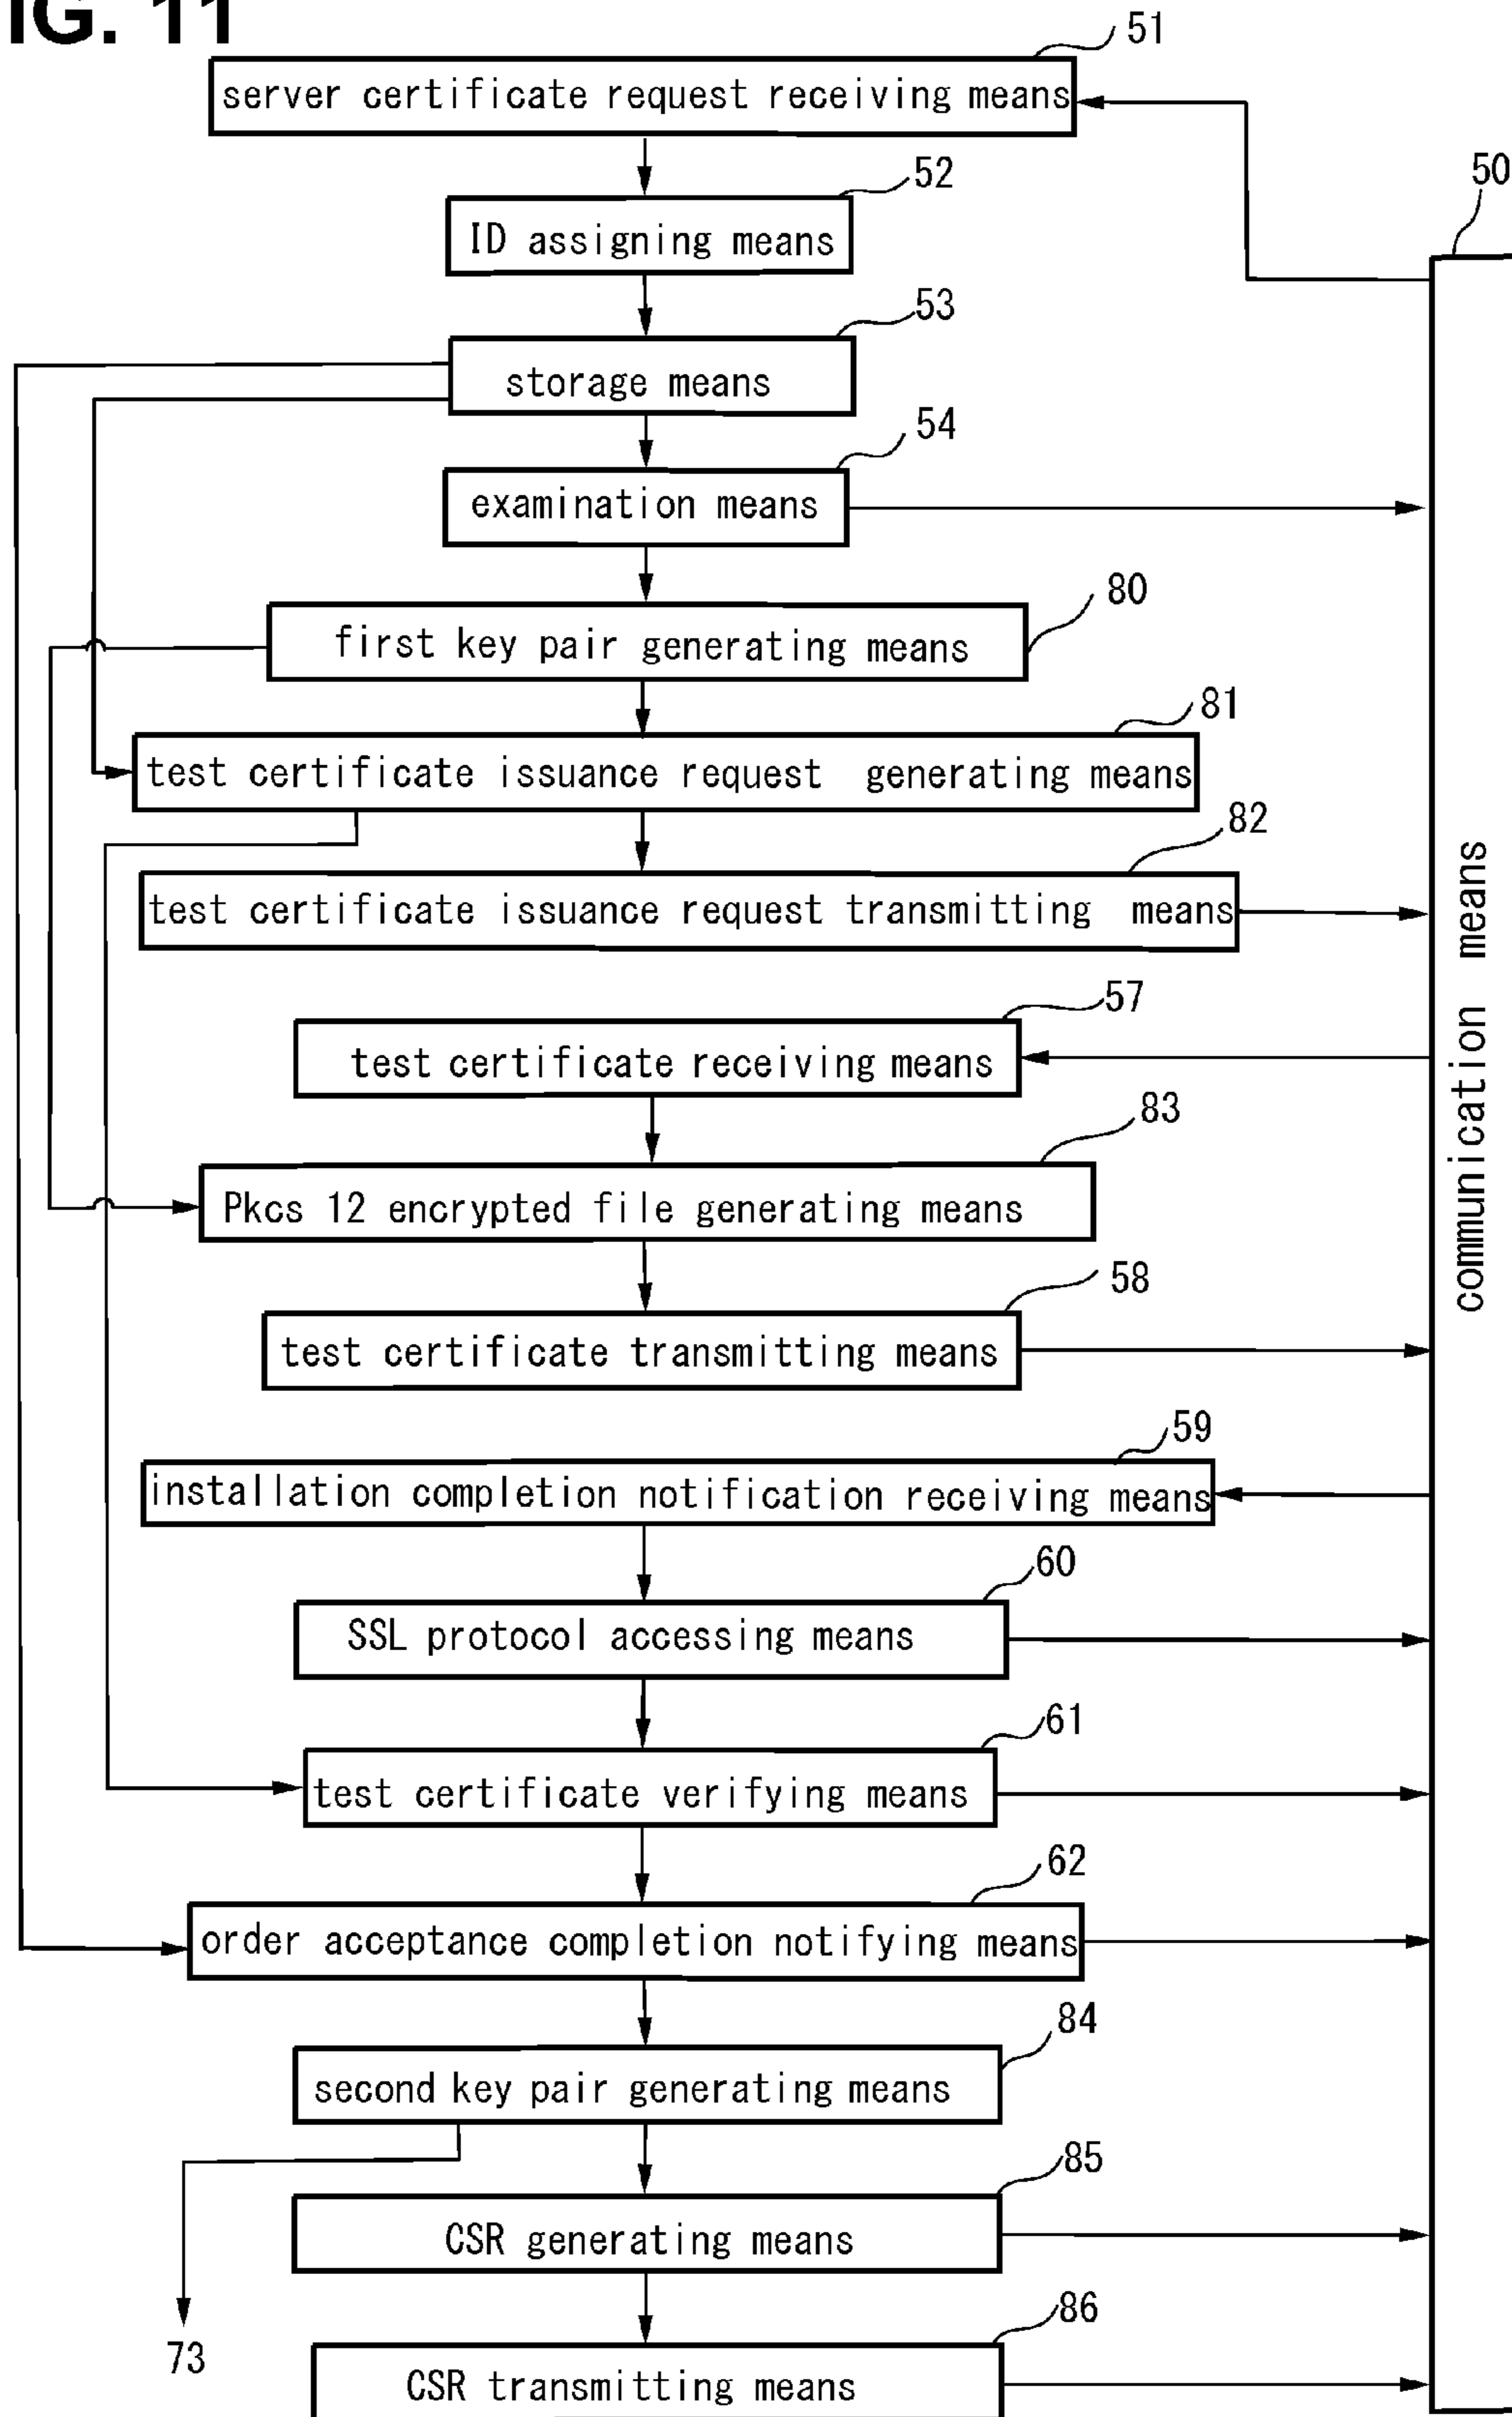 IG. 11
51
server certificate request receiving means
50
52
ID assigning means
53
storage means
54
examination means
80
first key pair generating means
81
test certificate issuance request generating means
82
test certificate issuance request transmitting means
communication means
57
test certificate receiving means
83
Pkcs 12 encrypted file generating means
58
test certificate transmitting means
59
installation completion notification receiving means
60
SSL protocol accessing means
61
test certificate verifying means
62
order acceptance completion notifying means
84
second key pair generating means
85
CSR generating means
86
73
CSR transmitting means